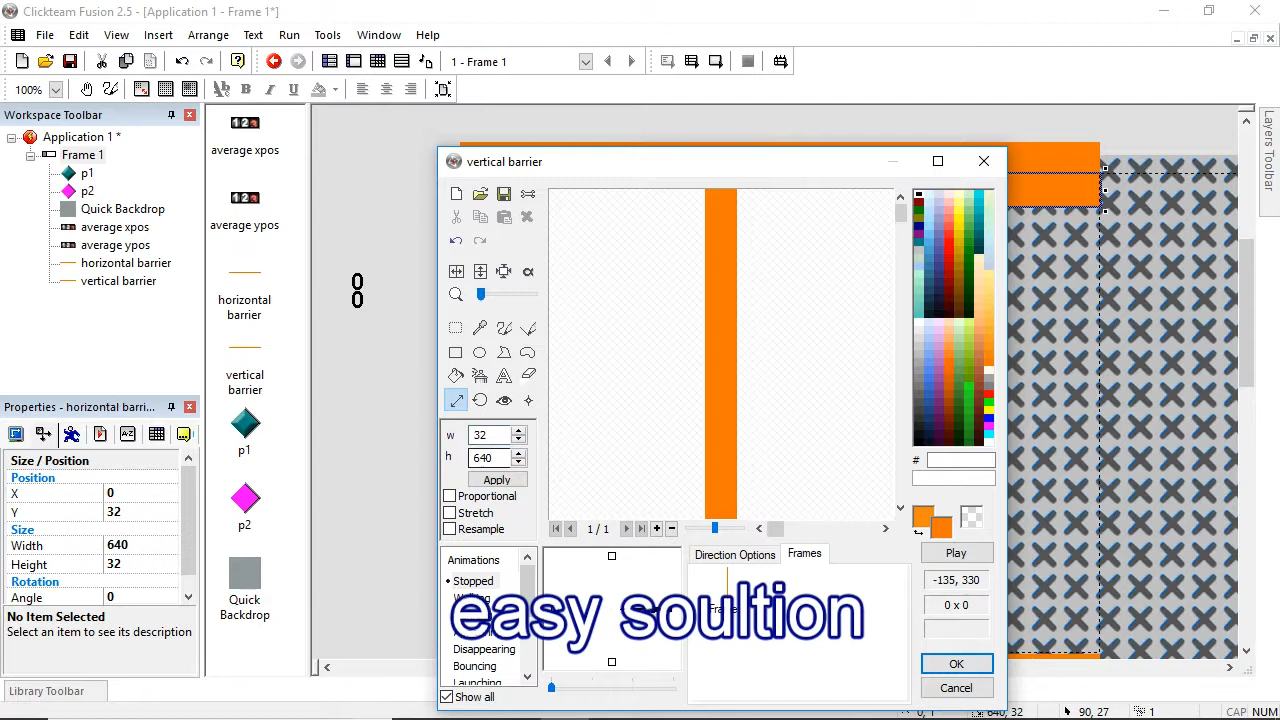 Clickteam Fusion 2.5 - [Application 1 - Frame 1*]
File Edit View Insert Arrange Text Run Tools Window Help
1 - Frame 1
100%
Workspace Toolbar
Application 1 *
Frame 1
p1
p2
Quick Backdrop
average xpos
average ypos
horizontal barrier
vertical barrier
Properties - horizontal barri...
Size / Position
Position
X 0
Y 32
Size
Width 640
Height 32
Rotation
Angle 0
No Item Selected
Select an item to see its description
Library Toolbar
average xpos
average ypos
horizontal
barrier
vertical
barrier
p1
p2
Quick
Backdrop
0
0
vertical barrier
w 32
h 640
Apply
Proportional
Stretch
Resample
1 / 1
Animations
Stopped
Disappearing
Bouncing
Launching
Show all
Direction Options Frames
#
Play
-135, 330
0 x 0
OK
Cancel
easy soultion
Layers Toolbar
0, 1
640, 32
90, 27
1
CAP NUM